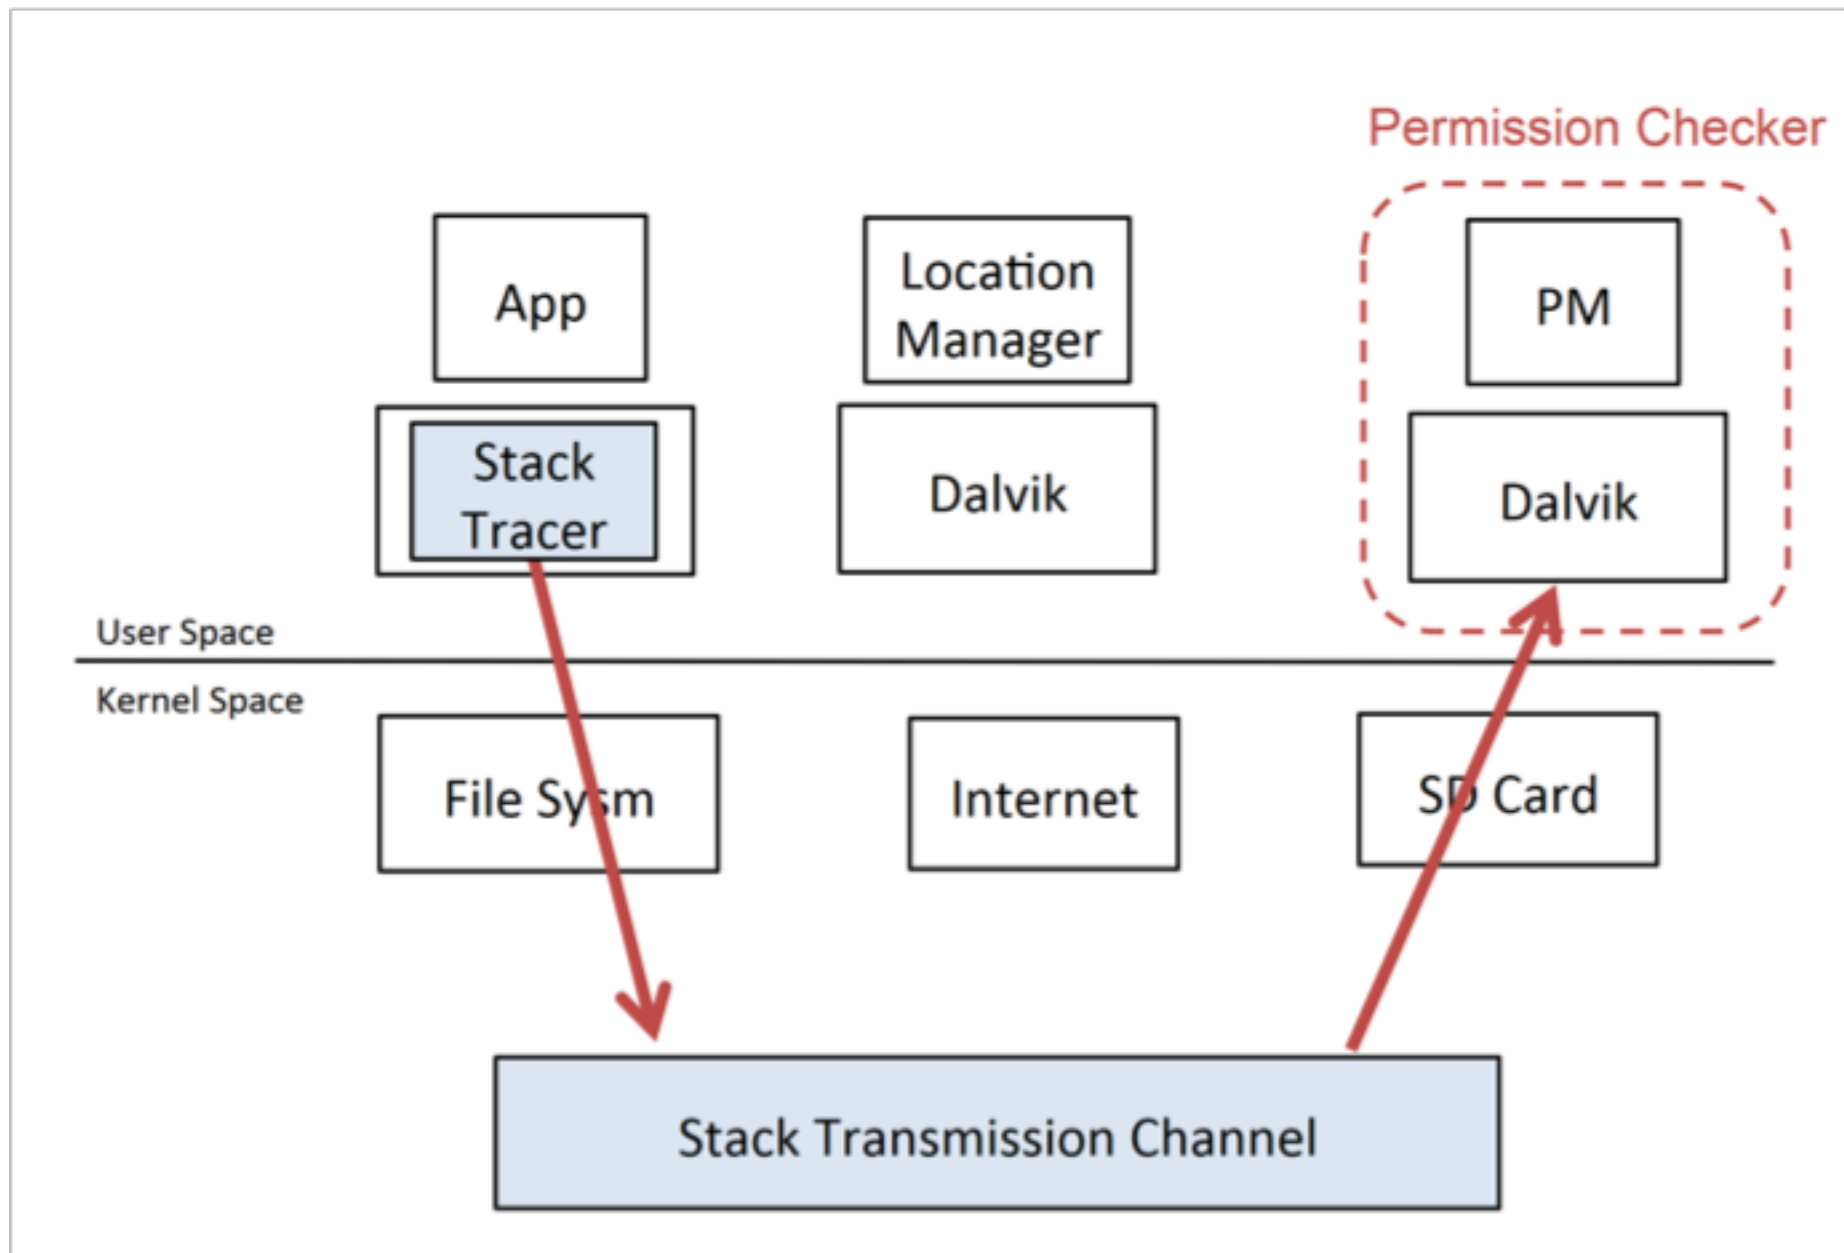 Permission Checker
App
Location
Manager
PM
Stack
Tracer
Dalvik
Dalvik
User Space
Kernel Space
File Sysm
Internet
SD Card
Stack Transmission Channel